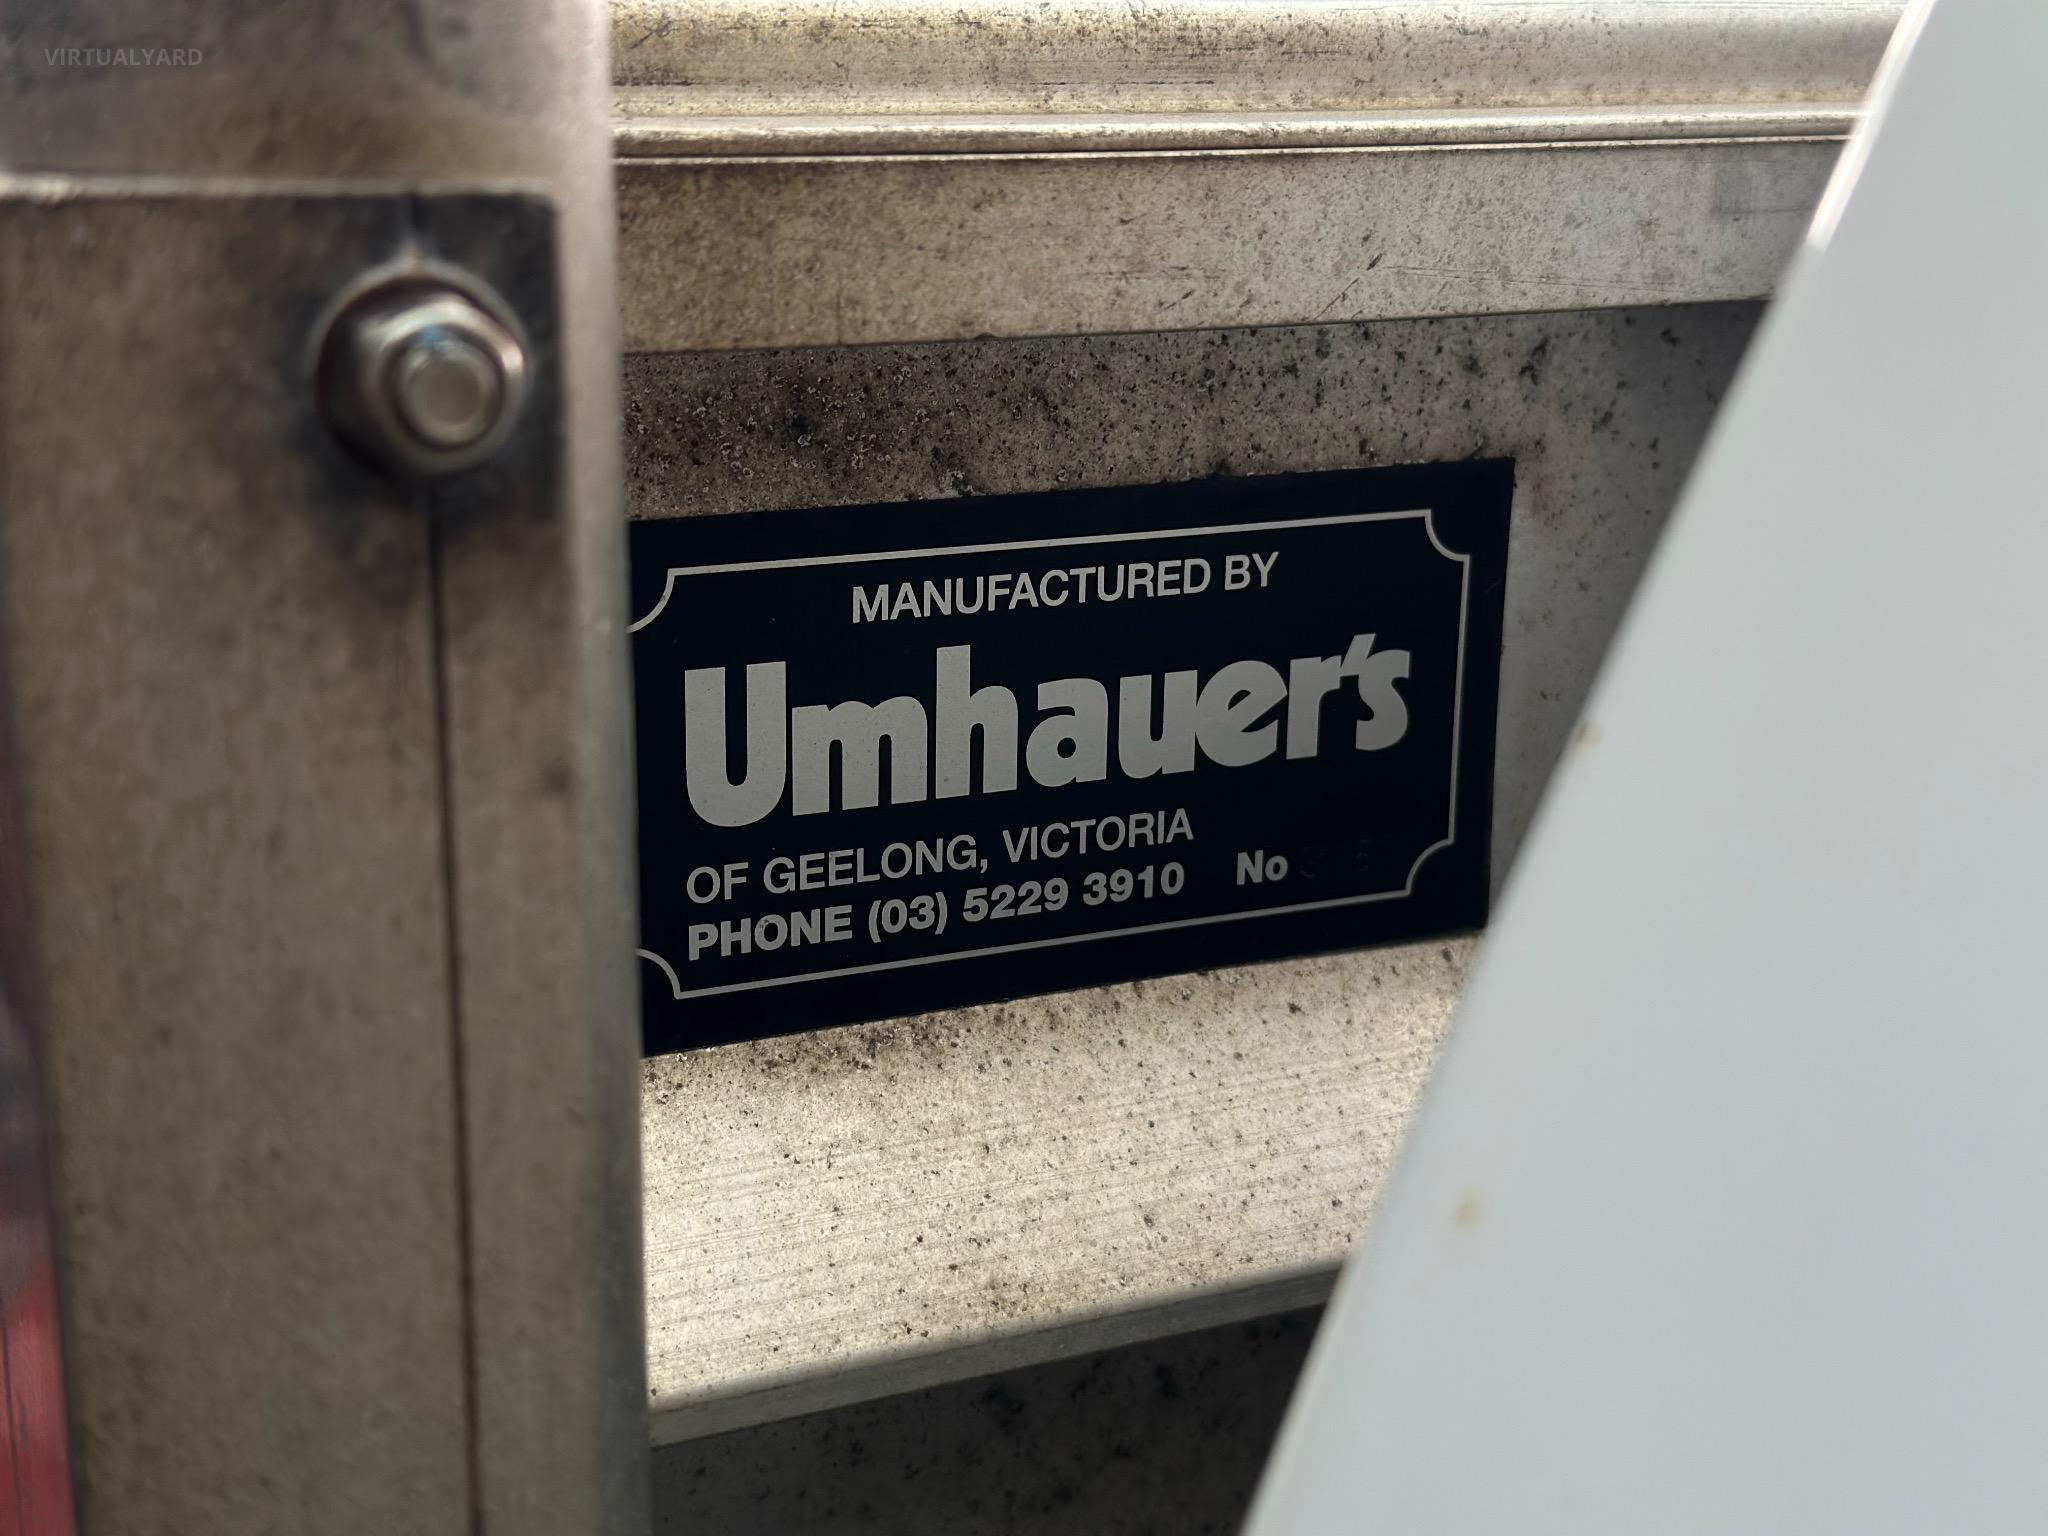 VIRTUALYARD
MANUFACTURED BY
Umhauer's
OF GEELONG, VICTORIA
PHONE (03) 5229 3910 No